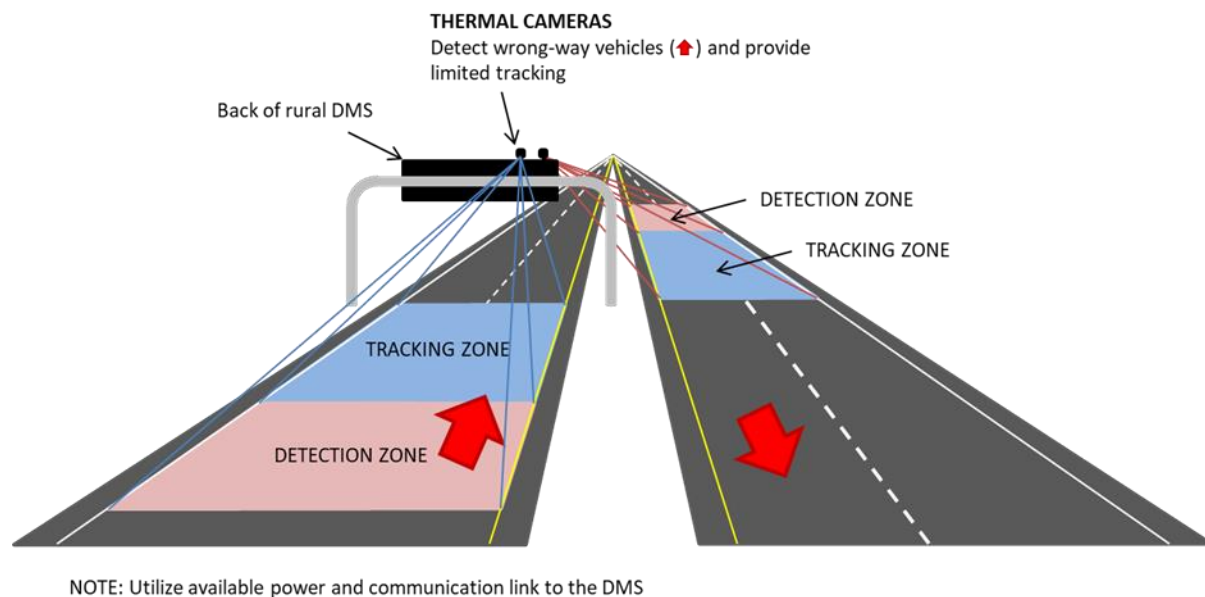 THERMAL CAMERAS
Detect wrong-way vehicles ( ) and provide
limited tracking
Back of rural DMS
DETECTION ZONE
TRACKING ZONE
TRACKING ZONE
DETECTION ZONE
NOTE: Utilize available power and communication link to the DMS